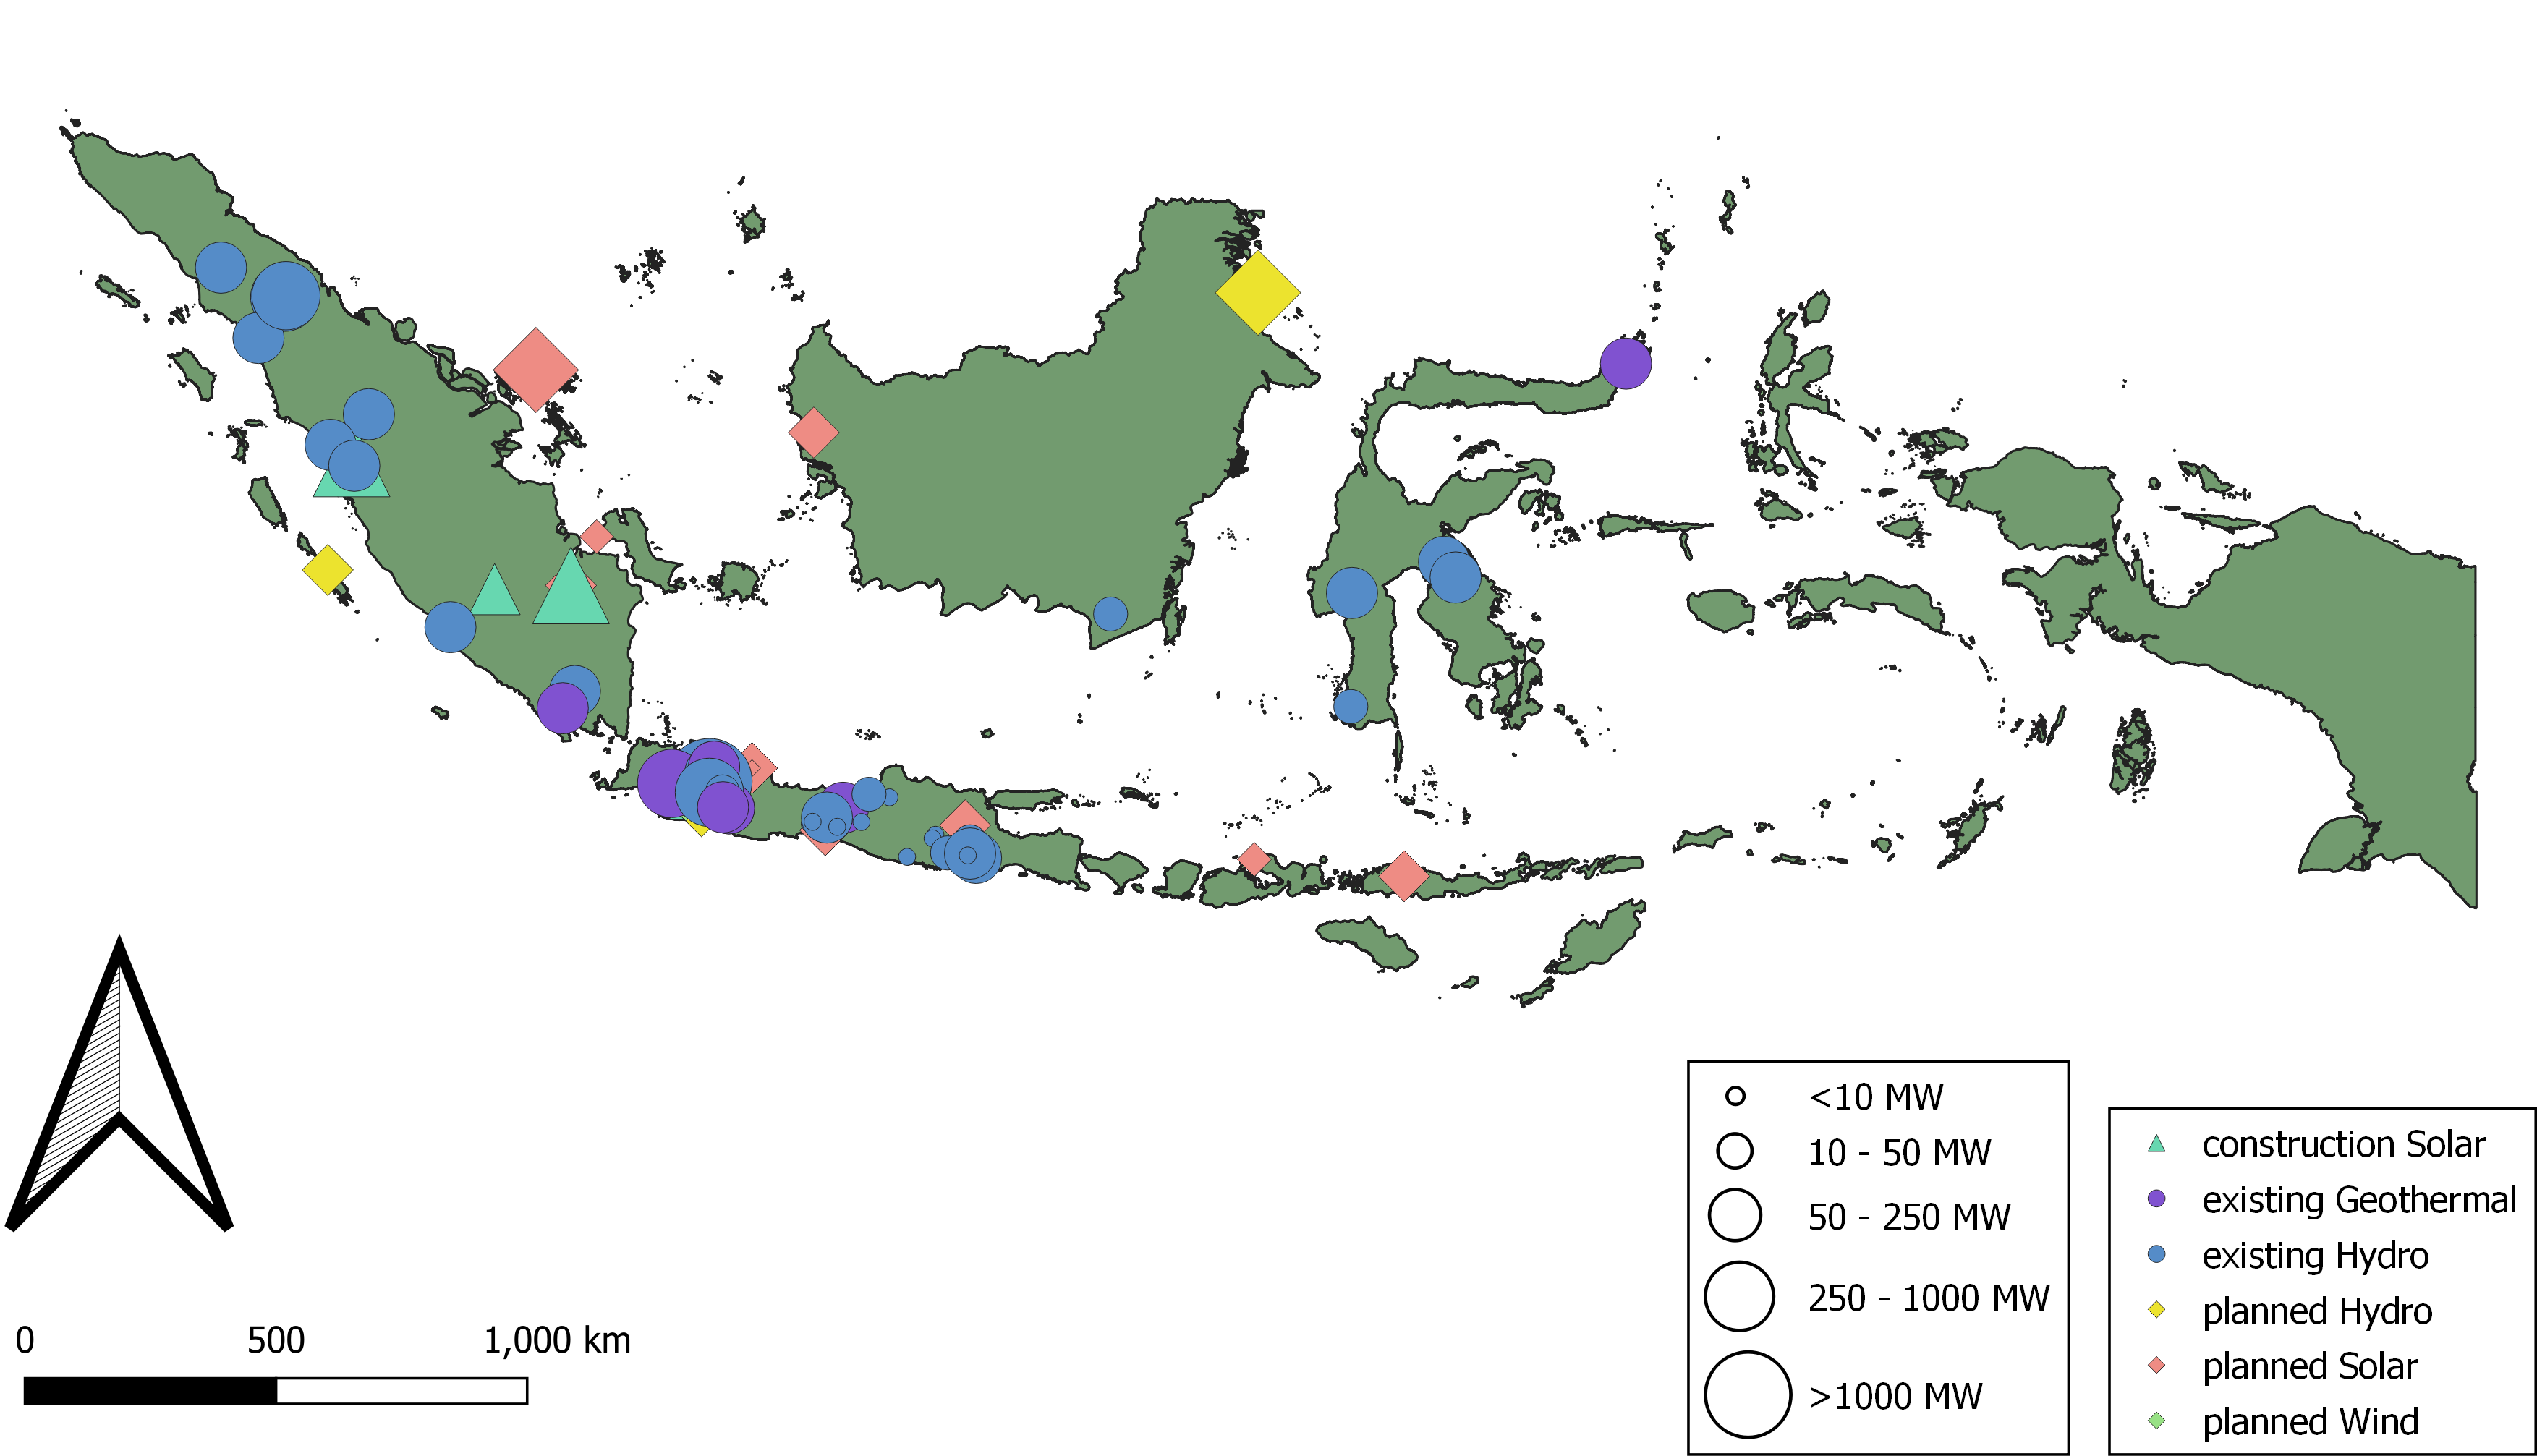 0 500 1,000 km
<10 MW
10 - 50 MW
50 - 250 MW
250 - 1000 MW
>1000 MW
construction Solar
existing Geothermal
existing Hydro
planned Hydro
planned Solar
planned Wind